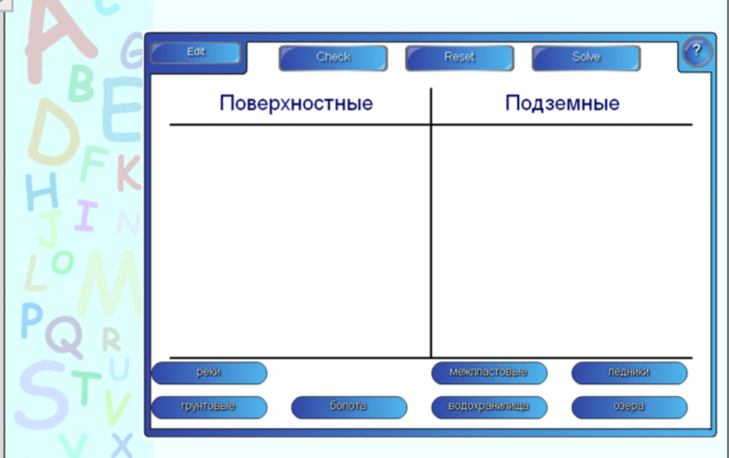 Edit
Check
Reset
Solve
?
Поверхностные
Подземные
реки
межпластовые
ледники
грунтовые
болота
водохранилища
озера
A
C
G
B
E
D
F
K
H
I
N
J
L
O
M
P
Q
R
U
S
T
V
Y
X